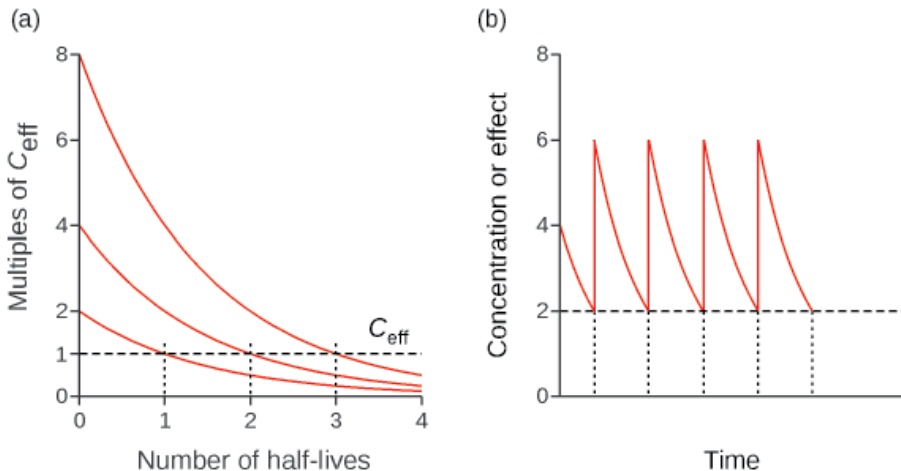 (a)
8
6
4
2
1
0
Multiples of Ceff
Ceff
0 1 2 3 4
Number of half-lives
(b)
8
6
4
2
0
Concentration or effect
Time